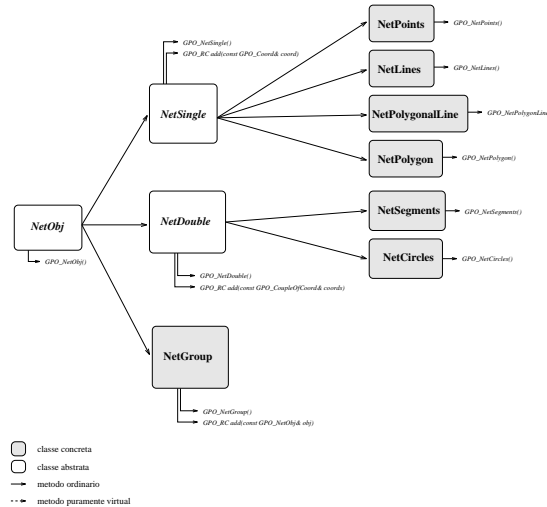 GPO_NetSingle()
GPO_RC add(const GPO_Coord& coord)
NetSingle
NetPoints
GPO_NetPoints()
NetLines
GPO_NetLines()
NetPolygonalLine
GPO_NetPolygonLine
NetPolygon
GPO_NetPolygon()
NetObj
GPO_NetObj()
NetDouble
GPO_NetDouble()
GPO_RC add(const GPO_CoupleOfCoord& coords)
NetSegments
GPO_NetSegments()
NetCircles
GPO_NetCircles()
NetGroup
GPO_NetGroup()
GPO_RC add(const GPO_NetObj& obj)
classe concreta
classe abstrata
metodo ordinario
metodo puramente virtual